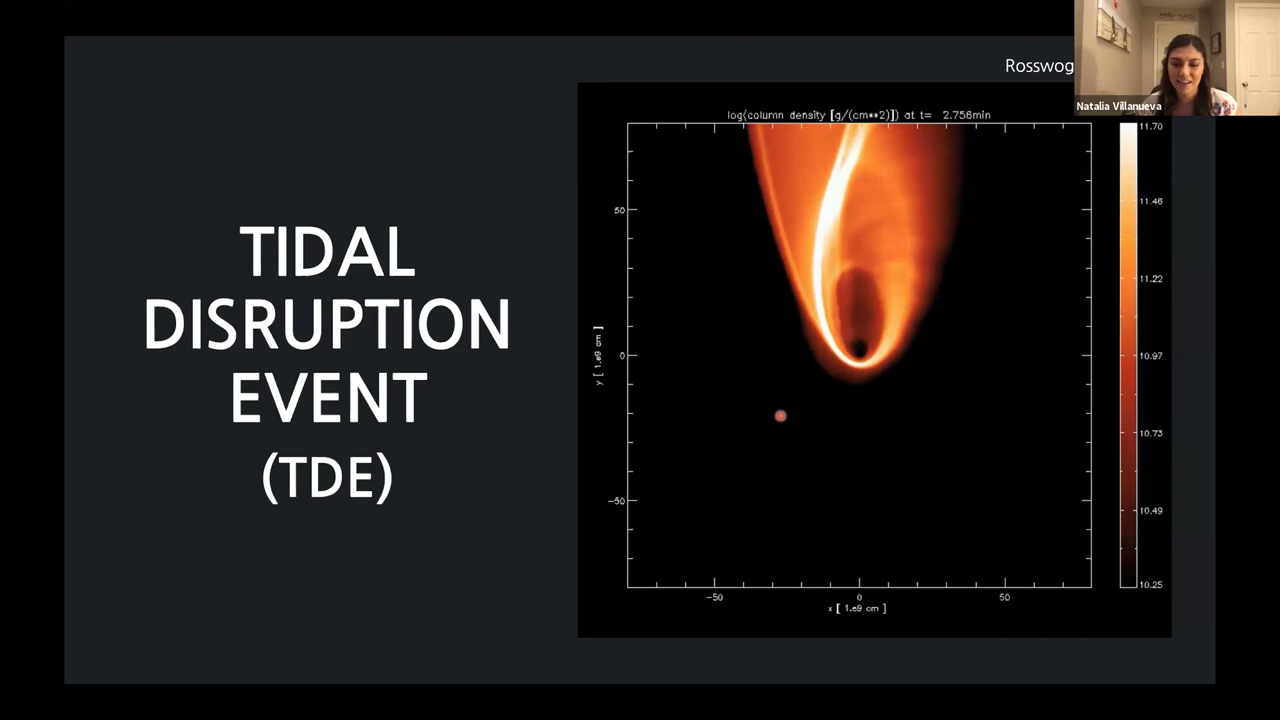 Rosswog
Natalia Villanueva
TIDAL
DISRUPTION
EVENT
(TDE)
log(column density [g/(cm**2)]) at t= 2.756min
50
0
−50
y [ 1.e9 cm ]
−50
0
50
x [ 1.e9 cm ]
11.70
11.46
11.22
10.97
10.73
10.49
10.25